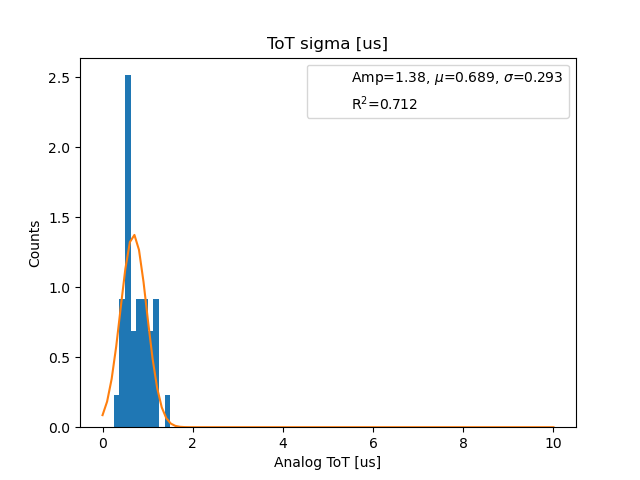 ToT sigma [us]
Amp=1.38, μ=0.689, σ=0.293
R²=0.712
2.5
2.0
1.5
1.0
0.5
0.0
Counts
0 2 4 6 8 10
Analog ToT [us]